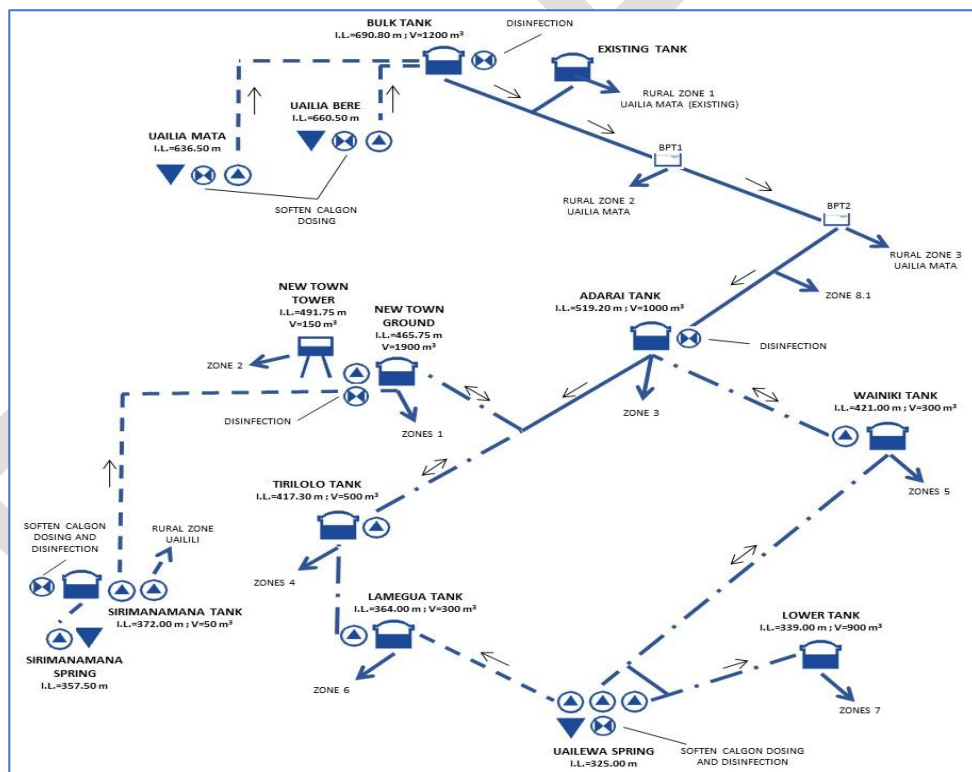 BULK TANK
I.L.=690.80 m ; V=1200 m³
DISINFECTION
EXISTING TANK
RURAL ZONE 1
UAILIA MATA (EXISTING)
UAILIA BERE
I.L.=660.50 m
UAILIA MATA
I.L.=636.50 m
SOFTEN CALGON
DOSING
BPT1
RURAL ZONE 2
UAILIA MATA
BPT2
RURAL ZONE 3
UAILIA MATA
ZONE 8.1
NEW TOWN
TOWER
I.L.=491.75 m
V=150 m³
NEW TOWN
GROUND
I.L.=465.75 m
V=1900 m³
ADARAI TANK
I.L.=519.20 m; V=1000 m³
DISINFECTION
ZONE 2
DISINFECTION
ZONES 1
ZONE 3
WAINIKI TANK
I.L.=421.00 m ; V=300 m³
ZONES 5
TIRILOLO TANK
I.L.=417.30 m ; V=500 m³
ZONES 4
SOFTEN CALGON
DOSING AND
DISINFECTION
RURAL ZONE
UAILILI
SIRIMANAMANA TANK
I.L.=372.00 m ; V=50 m³
SIRIMANAMANA
SPRING
I.L.=357.50 m
LAMEGUA TANK
I.L.=364.00 m ; V=300 m³
ZONE 6
LOWER TANK
I.L.=339.00 m ; V=900 m³
ZONES 7
UAILEWA SPRING
I.L.=325.00 m
SOFTEN CALGON DOSING
AND DISINFECTION